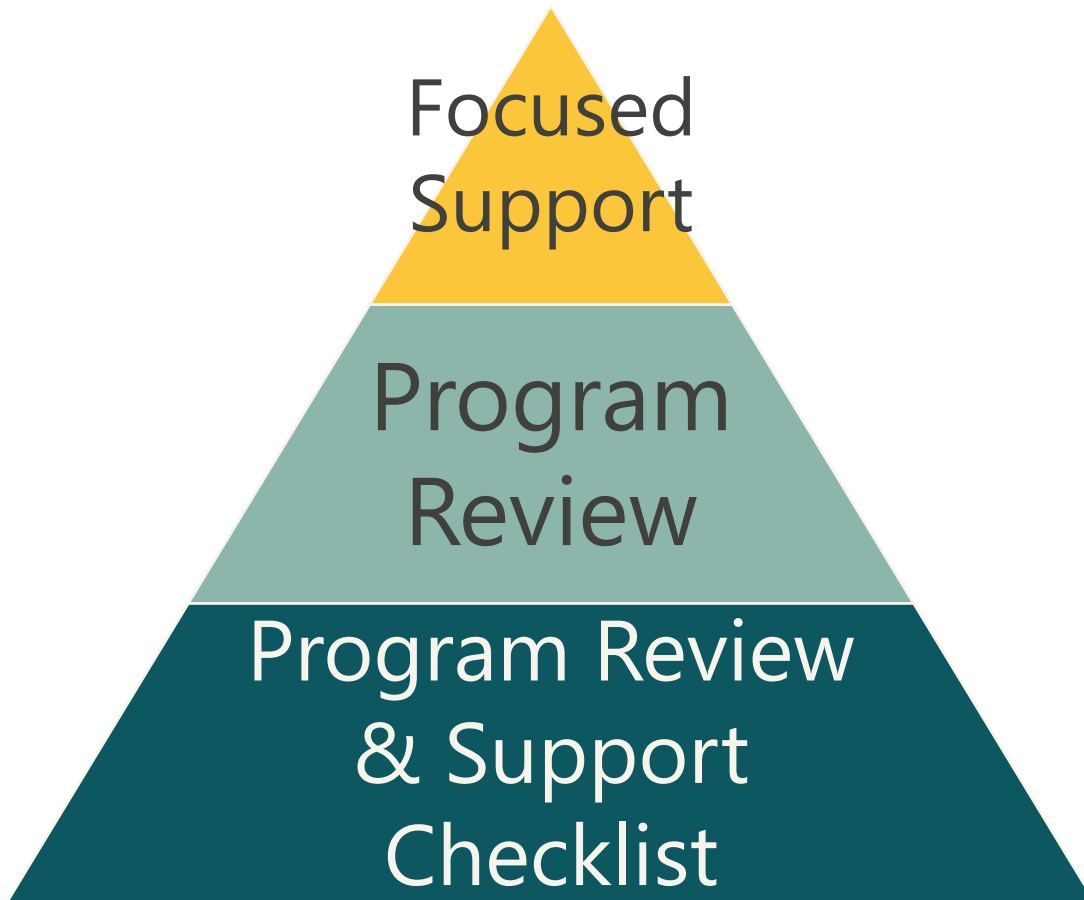 Focused
Support
Program
Review
Program Review
& Support
Checklist